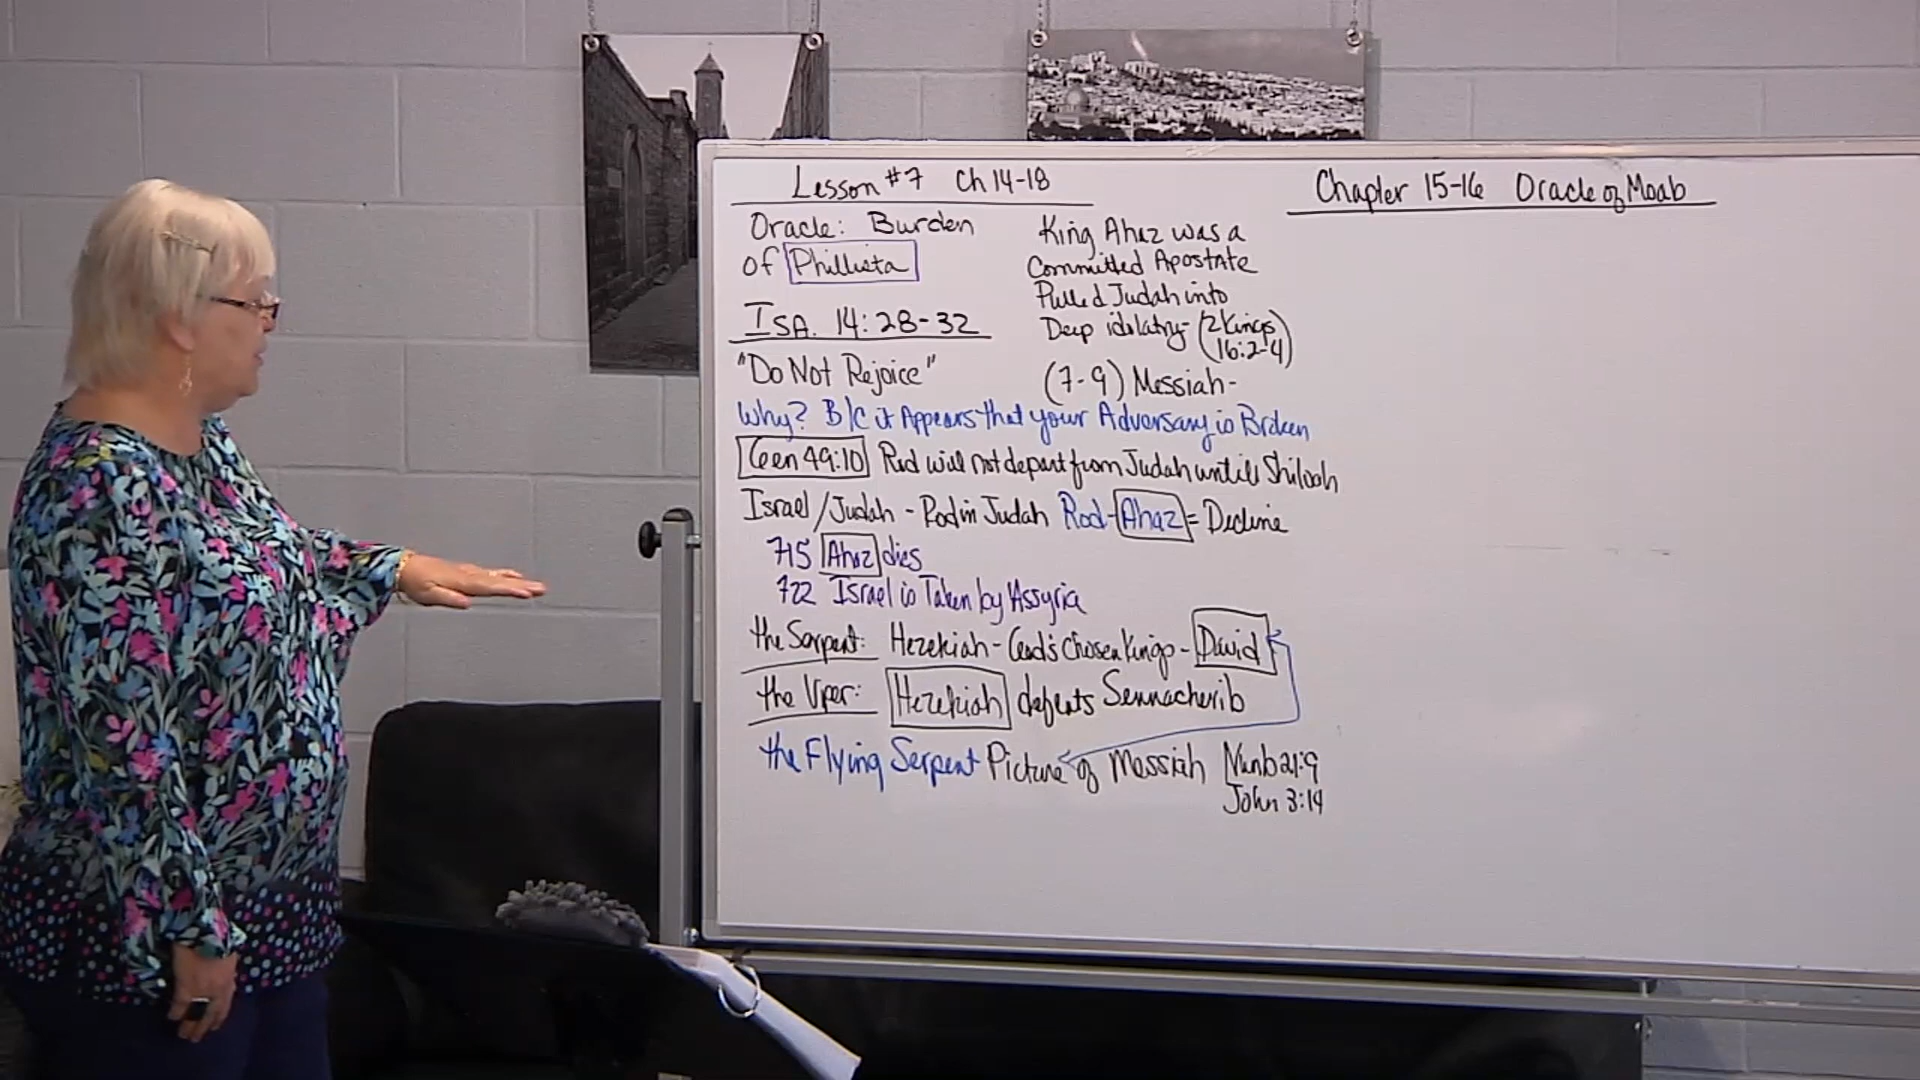 Lesson #7 Ch 14-18
Oracle: Burden
of Phillista
ISA. 14:28-32
"Do Not Rejoice"
King Ahaz was a
Committed Apostate
Pulled Judah into
Deep idolatry- (2 Kings
16:2-4)
(7-9) Messiah-
Why? B/C it Appears that your Adversary is Broken
Gen 49:10 Rod will not depart from Judah until Shiloah
Israel/Judah - Rod in Judah Rod-Ahaz = Decline
715 Ahaz dies
722 Israel is Taken by Assyria
the Serpent: Hezekiah - God's Chosen Kings - David
the Viper: Hezekiah defeats Sennacherib
the Flying Serpent Picture of Messiah Numb 21:9
John 3:14
Chapter 15-16 Oracle of Moab